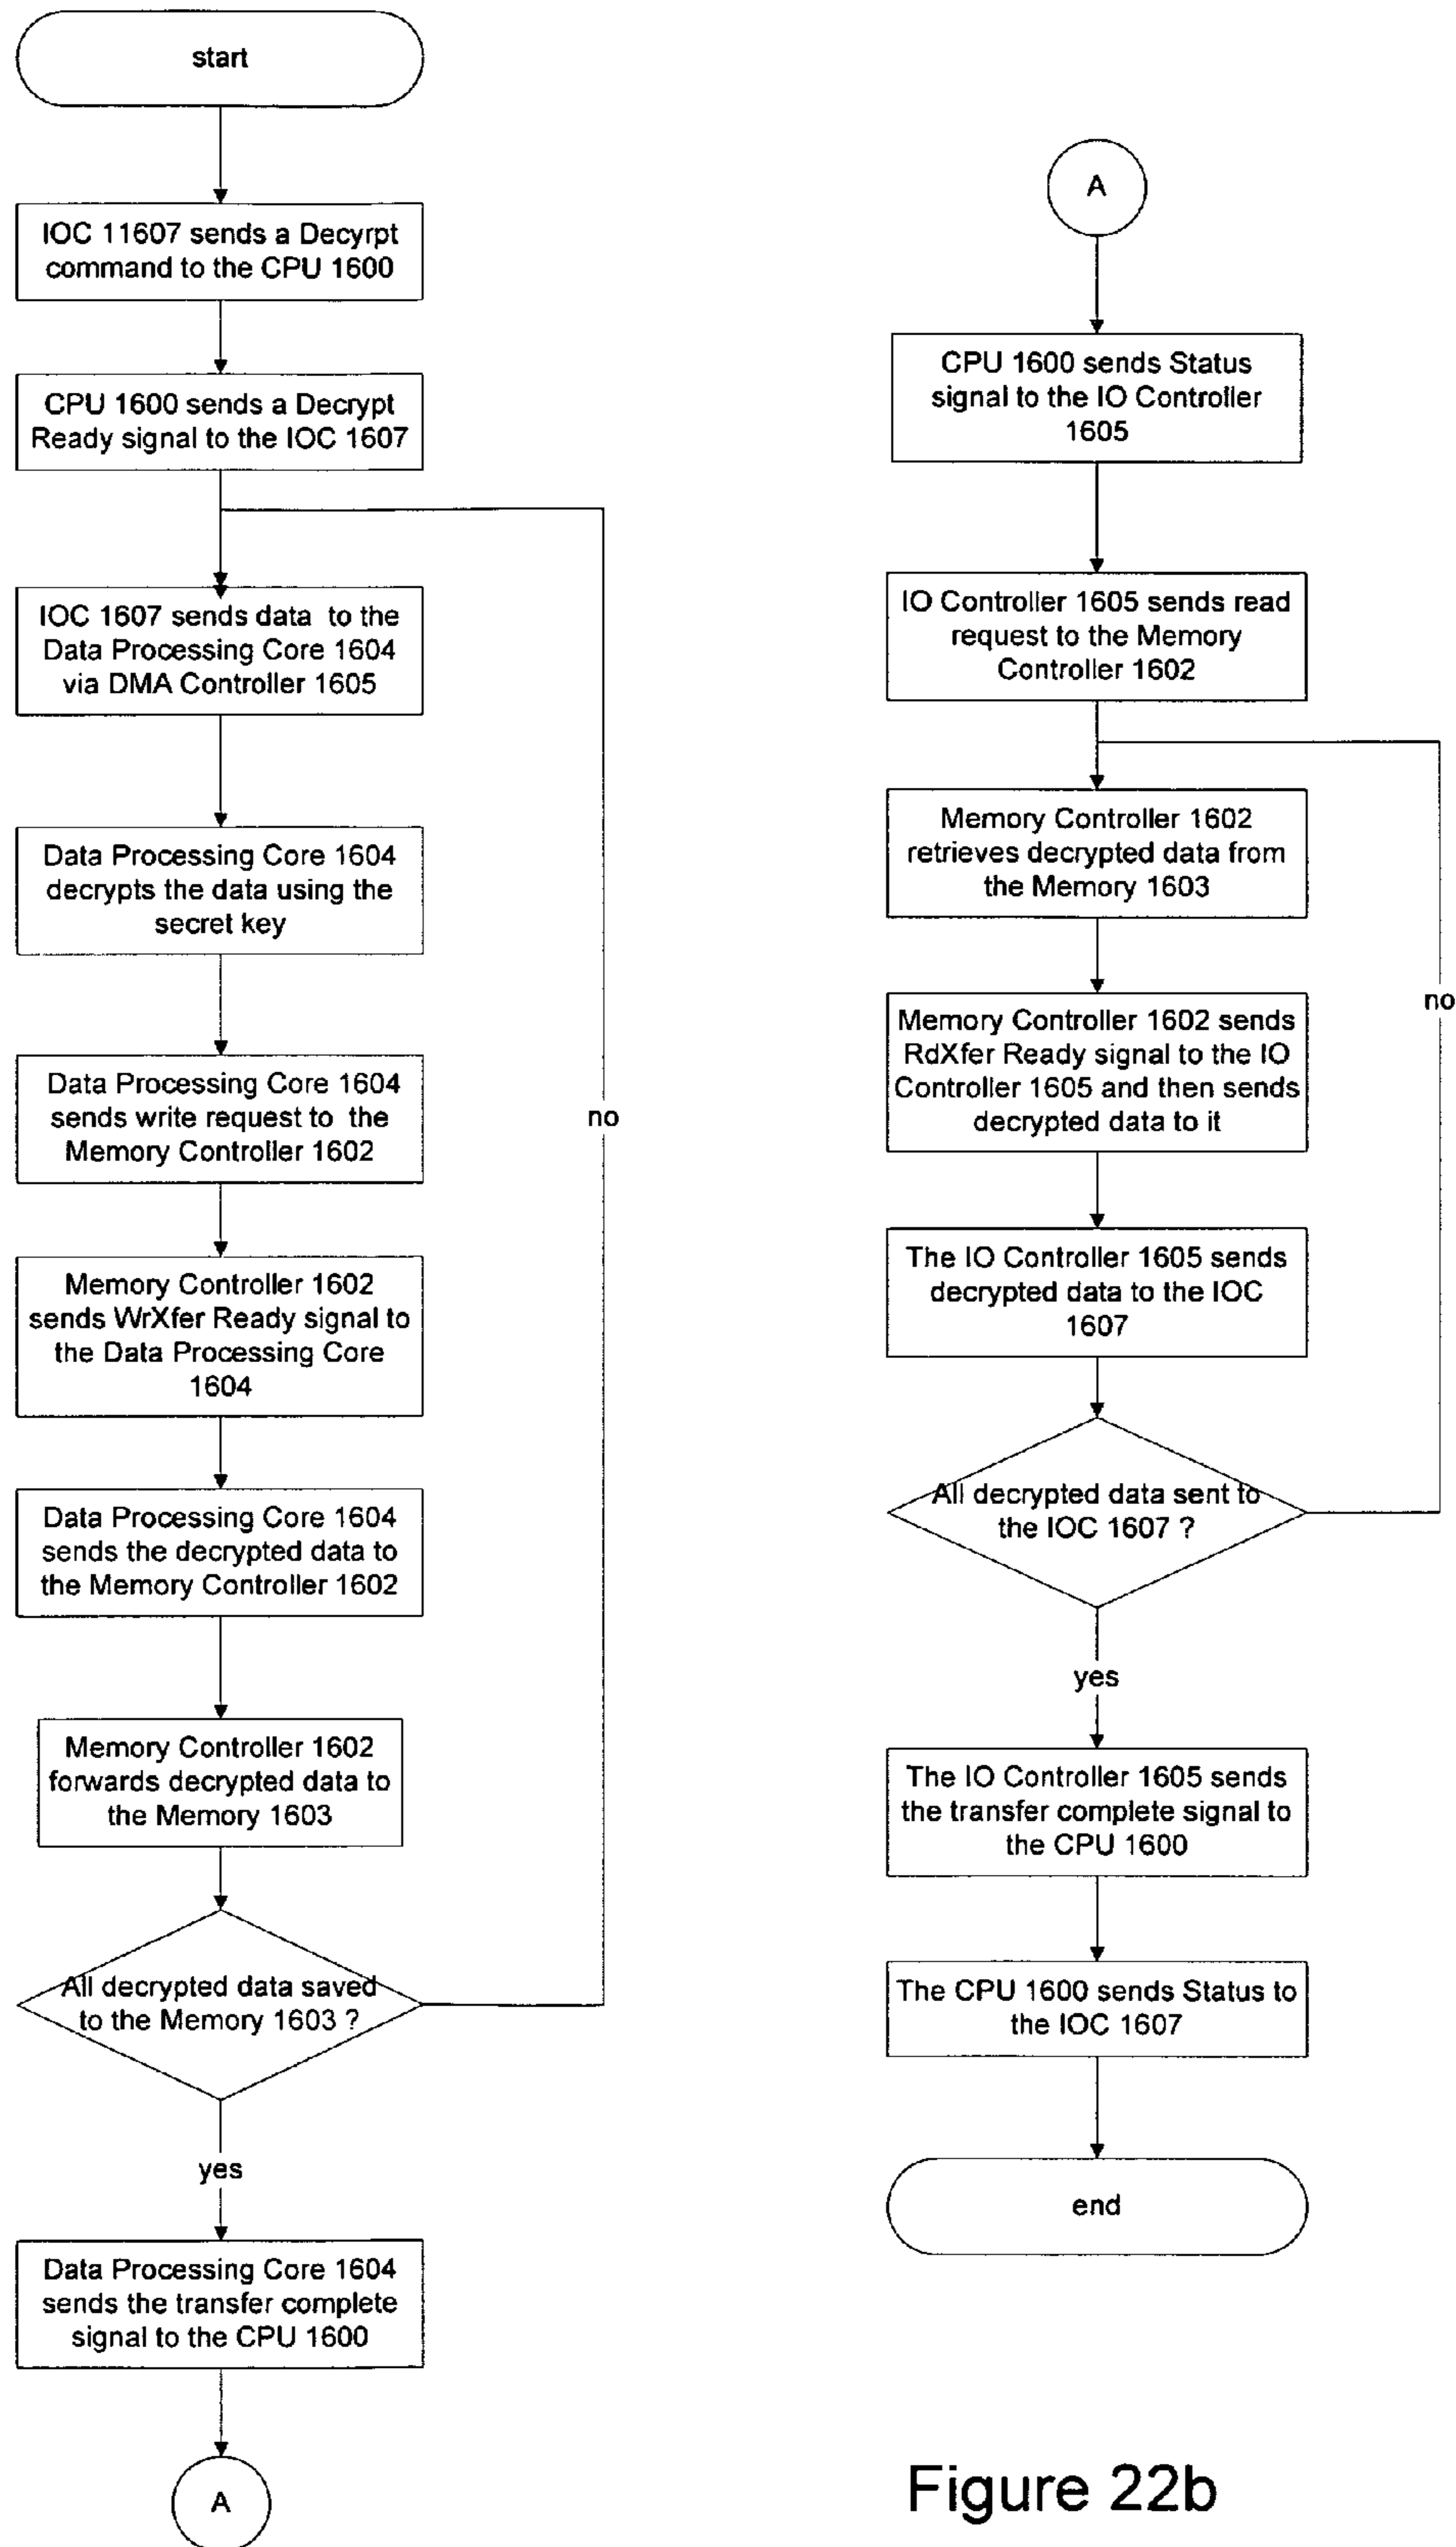 start
IOC 11607 sends a Decyrpt
command to the CPU 1600
CPU 1600 sends a Decrypt
Ready signal to the IOC 1607
IOC 1607 sends data to the
Data Processing Core 1604
via DMA Controller 1605
Data Processing Core 1604
decrypts the data using the
secret key
Data Processing Core 1604
sends write request to the
Memory Controller 1602
no
Memory Controller 1602
sends WrXfer Ready signal to
the Data Processing Core
1604
Data Processing Core 1604
sends the decrypted data to
the Memory Controller 1602
Memory Controller 1602
forwards decrypted data to
the Memory 1603
All decrypted data saved
to the Memory 1603 ?
yes
Data Processing Core 1604
sends the transfer complete
signal to the CPU 1600
A
A
CPU 1600 sends Status
signal to the IO Controller
1605
IO Controller 1605 sends read
request to the Memory
Controller 1602
Memory Controller 1602
retrieves decrypted data from
the Memory 1603
no
Memory Controller 1602 sends
RdXfer Ready signal to the IO
Controller 1605 and then sends
decrypted data to it
The IO Controller 1605 sends
decrypted data to the IOC
1607
All decrypted data sent to
the IOC 1607 ?
yes
The IO Controller 1605 sends
the transfer complete signal to
the CPU 1600
The CPU 1600 sends Status to
the IOC 1607
end
Figure 22b